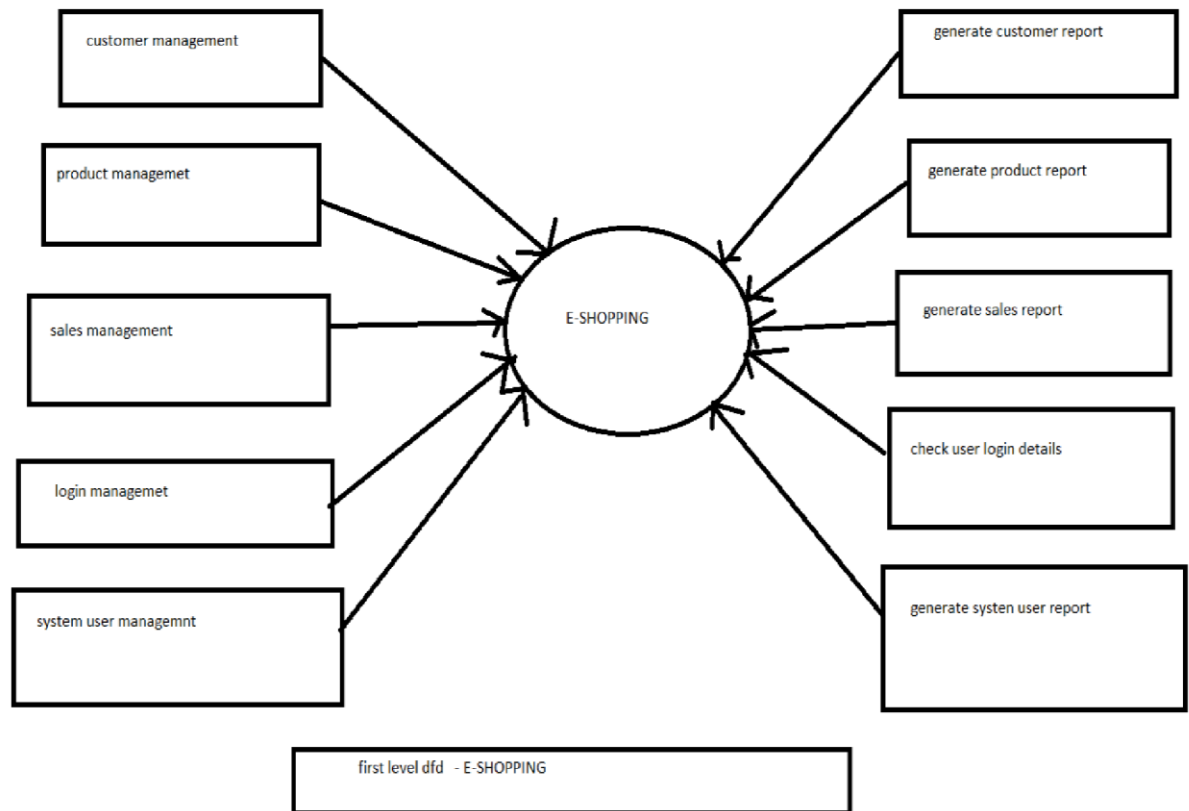 customer management
product managemet
sales management
login managemet
system user managemnt
E-SHOPPING
generate customer report
generate product report
generate sales report
check user login details
generate systen user report
first level dfd - E-SHOPPING